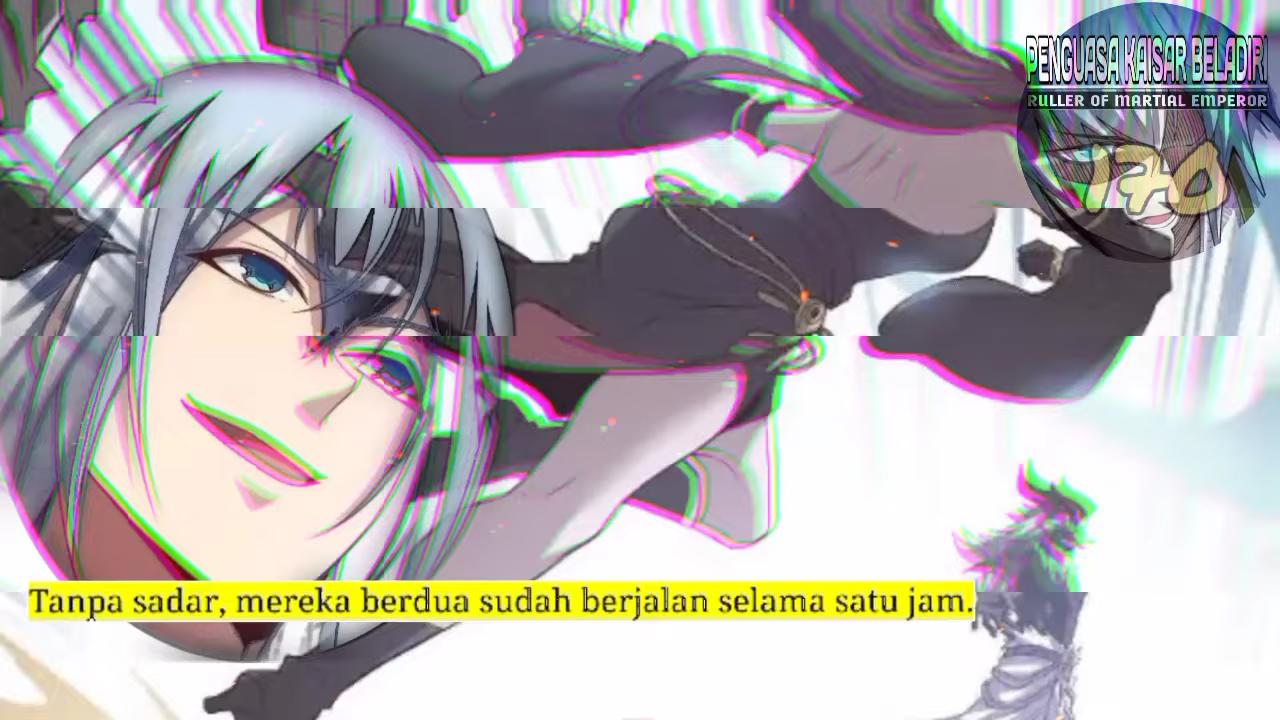 PENGUASA KAISAR BELADIRI
RULLER OF MARTIAL EMPEROR
Tanpa sadar, mereka berdua sudah berjalan selama satu jam.